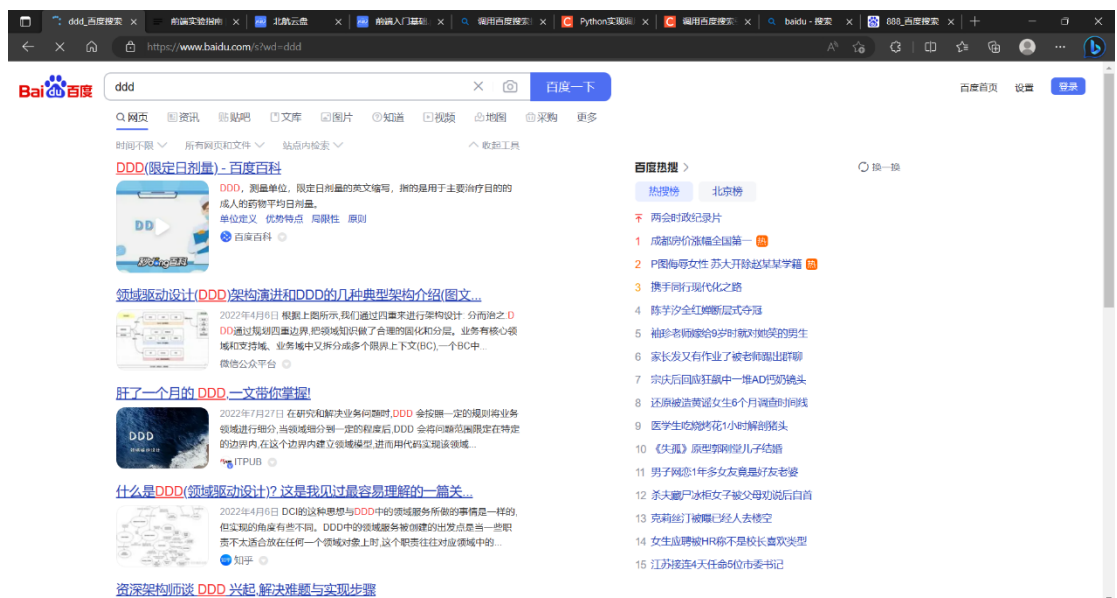 ddd_百度搜索
前端实验指南
北航云盘
前端入门基础
调用百度搜索
Python实现调
调用百度搜索
baidu - 搜索
888_百度搜索
https://www.baidu.com/s?wd=ddd
Bai百度
ddd
百度一下
百度首页 设置 登录
网页 资讯 贴吧 文库 图片 知道 视频 地图 采购 更多
时间不限 所有网页和文件 站点内检索 收起工具
DDD(限定日剂量) - 百度百科
DDD，测量单位，限定日剂量的英文缩写，指的是用于主要治疗目的的
成人的药物平均日剂量。
单位定义 优势特点 局限性 原则
百度百科
DD
秒懂百科
领域驱动设计(DDD)架构演进和DDD的几种典型架构介绍(图文...
2022年4月6日 根据上图所示,我们通过四重来进行架构设计: 分而治之 D
DD通过规划四重边界,把领域知识做了合理的固化和分层。业务有核心领
域和支持域、业务域中又拆分成多个限界上下文(BC),一个BC中...
微信公众平台
肝了一个月的 DDD,一文带你掌握!
2022年7月27日 在研究和解决业务问题时,DDD 会按照一定的规则将业务
领域进行细分,当领域细分到一定的程度后,DDD 会将问题范围限定在特定
的边界内,在这个边界内建立领域模型,进而用代码实现该领域...
ITPUB
DDD
什么是DDD(领域驱动设计)? 这是我见过最容易理解的一篇关...
2022年4月6日 DCI的这种思想与DDD中的领域服务所做的事情是一样的,
但实现的角度有些不同。DDD中的领域服务被创建的出发点是当一些职
责不太适合放在任何一个领域对象上时,这个职责往往对应领域中的...
知乎
资深架构师谈 DDD 兴起,解决难题与实现步骤
百度热搜 换一换
热搜榜 北京榜
两会时政纪录片
1 成都房价涨幅全国第一 热
2 P图侮辱女性 苏大开除赵某某学籍 热
3 携手同行现代化之路
4 陈芋汐全红婵断层式夺冠
5 袖珍老师嫁给9岁时就对她笑的男生
6 家长发又有作业了被老师踢出群聊
7 宗庆后回应狂飙中一堆AD钙奶镜头
8 还原被造黄谣女生6个月调查时间线
9 医学生吃烧烤花1小时解剖猪头
10 《失孤》原型郭刚堂儿子结婚
11 男子网恋1年多女友竟是好友老婆
12 杀夫藏尸冰柜女子被父母劝说后自首
13 克莉丝汀被曝已经人去楼空
14 女生应聘被HR称不是校长喜欢类型
15 江苏接连4天任命5位市委书记